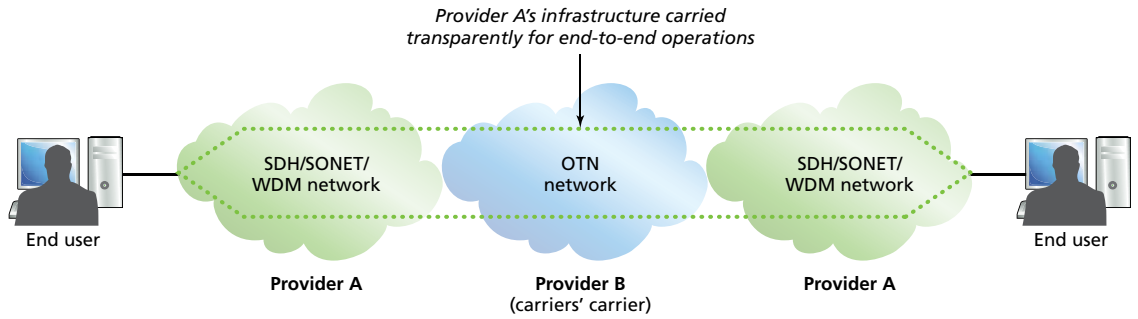 Provider A's infrastructure carried
transparently for end-to-end operations
SDH/SONET/
WDM network
OTN
network
SDH/SONET/
WDM network
End user
End user
Provider A
Provider B
(carriers' carrier)
Provider A